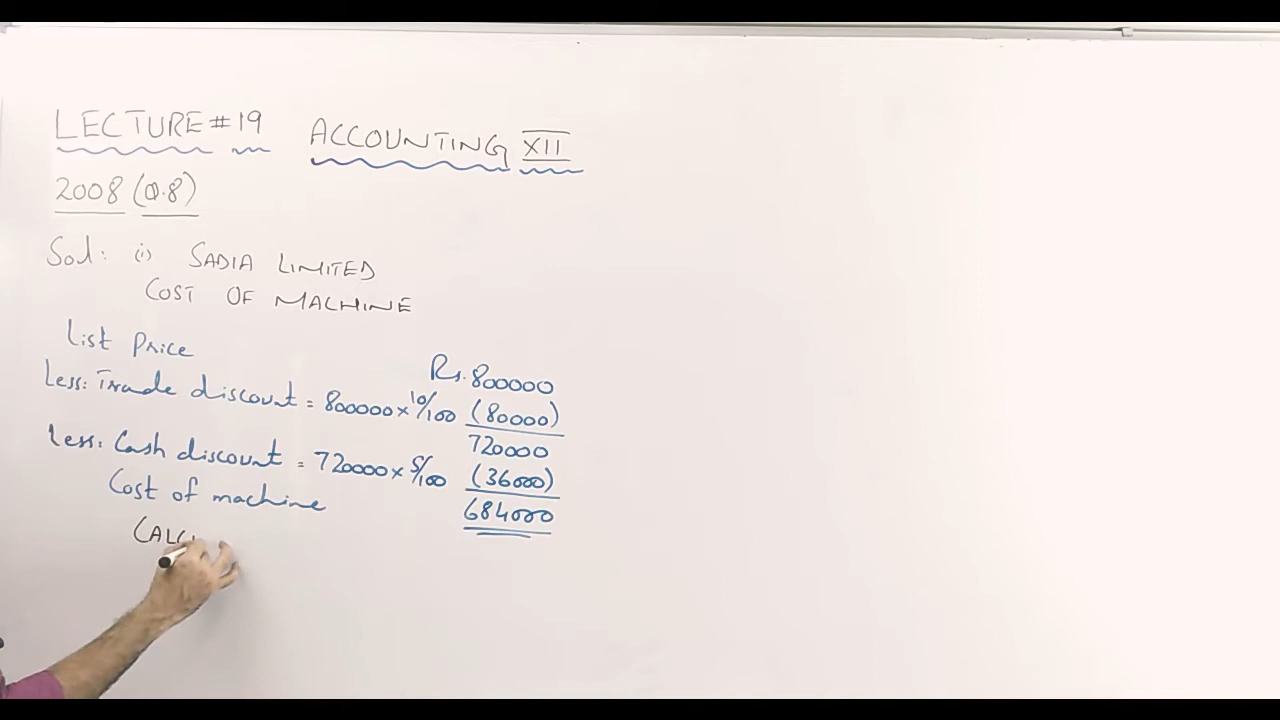 LECTURE #19 ACCOUNTING XII
2008 (Q.8)
Sol: (i) SADIA LIMITED
COST OF MACHINE
List Price Rs. 800000
Less: Trade discount = 800000 × 10/100 (80000)
720000
Less: Cash discount = 720000 × 5/100 (36000)
Cost of machine 684000
CALC